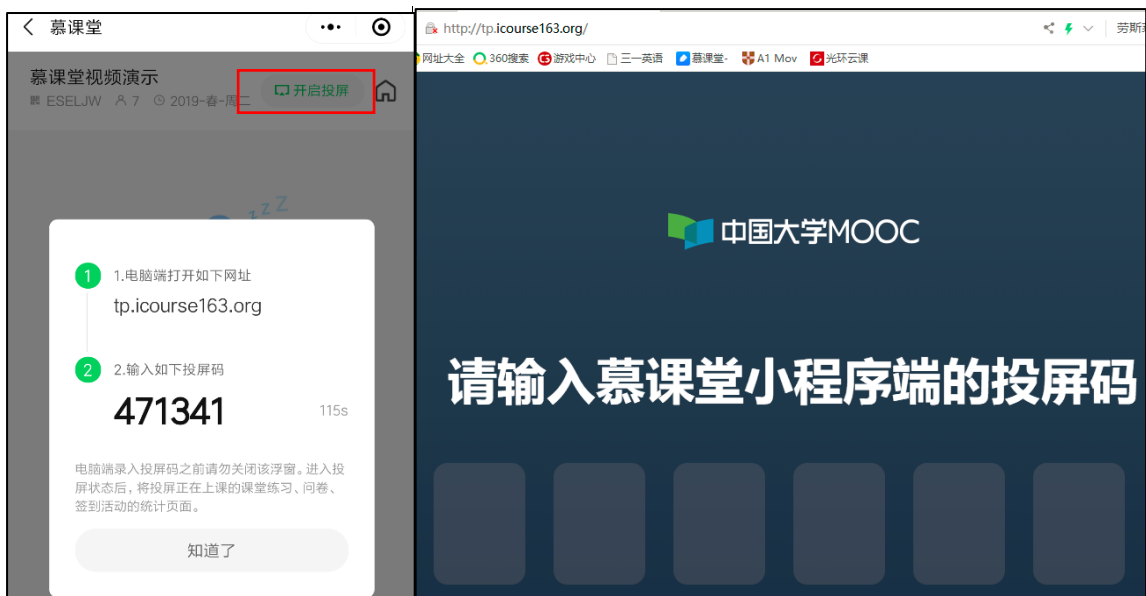 慕课堂
慕课堂视频演示
ESELJW 7 2019-春-周二
开启投屏
zzZ
1
1.电脑端打开如下网址
tp.icourse163.org
2
2.输入如下投屏码
471341
115s
电脑端录入投屏码之前请勿关闭该浮窗。进入投
屏状态后，将投屏正在上课的课堂练习、问卷、
签到活动的统计页面。
知道了
http://tp.icourse163.org/
网址大全 360搜索 游戏中心 三一英语 慕课堂- A1 Mov 光环云课
中国大学MOOC
请输入慕课堂小程序端的投屏码